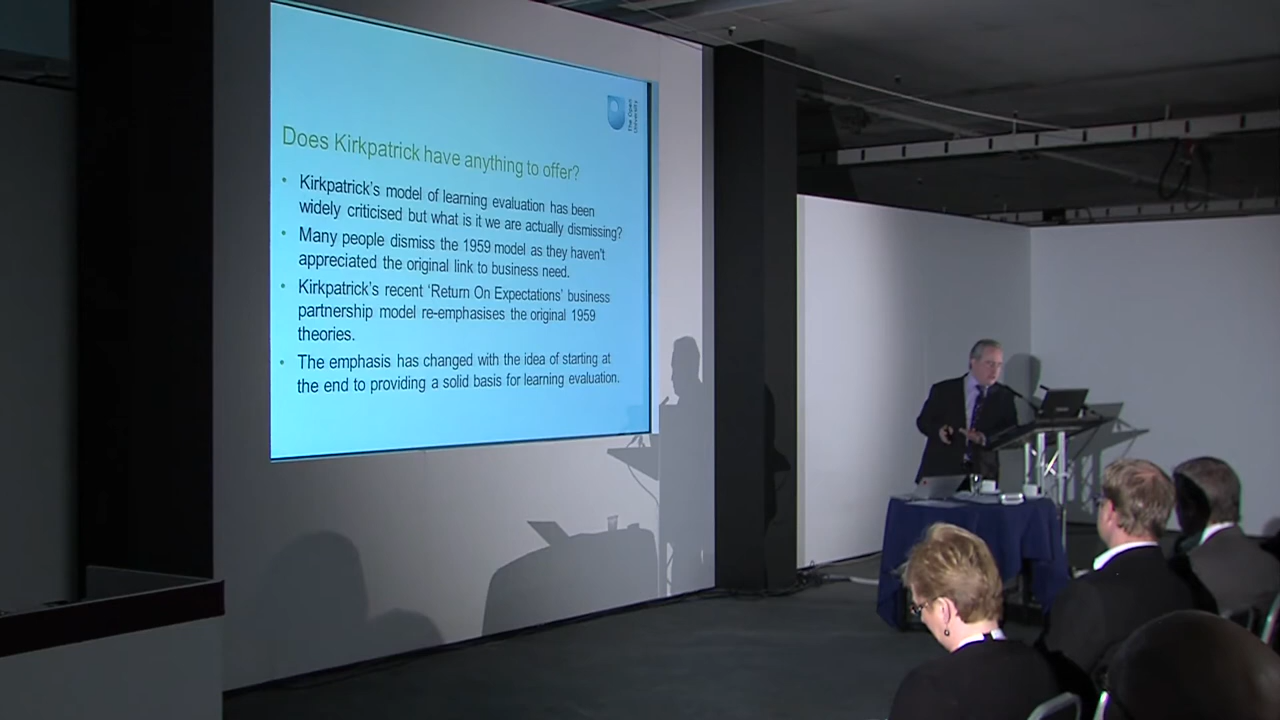 The Open
University
Does Kirkpatrick have anything to offer?
• Kirkpatrick's model of learning evaluation has been
widely criticised but what is it we are actually dismissing?
• Many people dismiss the 1959 model as they haven't
appreciated the original link to business need.
• Kirkpatrick's recent 'Return On Expectations' business
partnership model re-emphasises the original 1959
theories.
• The emphasis has changed with the idea of starting at
the end to providing a solid basis for learning evaluation.